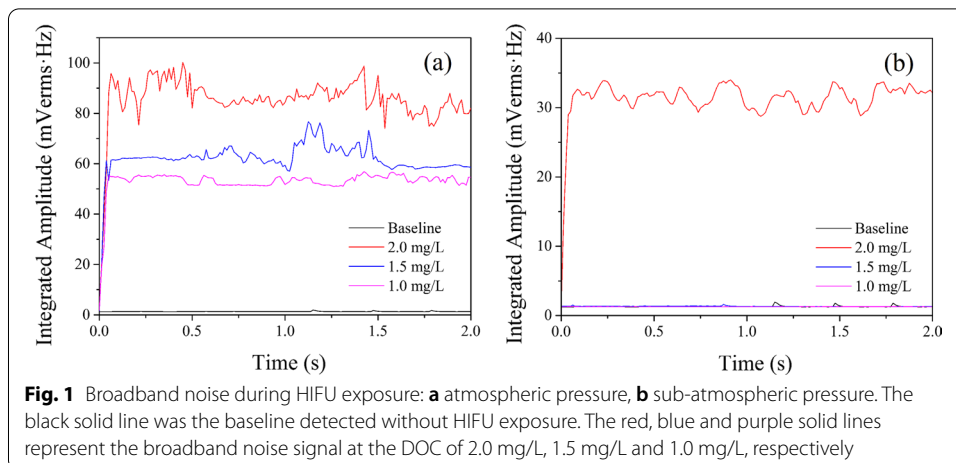 (a)
Integrated Amplitude (mVerms·Hz)
100
80
60
40
20
0
Baseline
2.0 mg/L
1.5 mg/L
1.0 mg/L
0.0 0.5 1.0 1.5 2.0
Time (s)
(b)
Integrated Amplitude (mVerms·Hz)
40
30
20
10
0
Baseline
2.0 mg/L
1.5 mg/L
1.0 mg/L
0.0 0.5 1.0 1.5 2.0
Time (s)
Fig. 1 Broadband noise during HIFU exposure: a atmospheric pressure, b sub-atmospheric pressure. The
black solid line was the baseline detected without HIFU exposure. The red, blue and purple solid lines
represent the broadband noise signal at the DOC of 2.0 mg/L, 1.5 mg/L and 1.0 mg/L, respectively